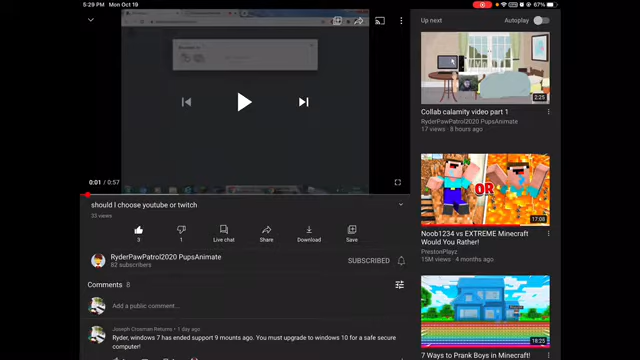 5:29 PM Mon Oct 19
67%
0:01 / 0:57
should I choose youtube or twitch
33 views
3
1
Live chat
Share
Download
Save
RyderPawPatrol2020 PupsAnimate
82 subscribers
SUBSCRIBED
Comments 8
Add a public comment...
Joseph Crosman Returns • 1 day ago
Ryder, windows 7 has ended support 9 mounts ago. You must upgrade to windows 10 for a safe secure
computer!
Up next
Autoplay
2:25
Collab calamity video part 1
RyderPawPatrol2020 PupsAnimate
17 views • 8 hours ago
OR
17:08
Noob1234 vs EXTREME Minecraft
Would You Rather!
PrestonPlayz
15M views • 4 months ago
18:25
7 Ways to Prank Boys in Minecraft!